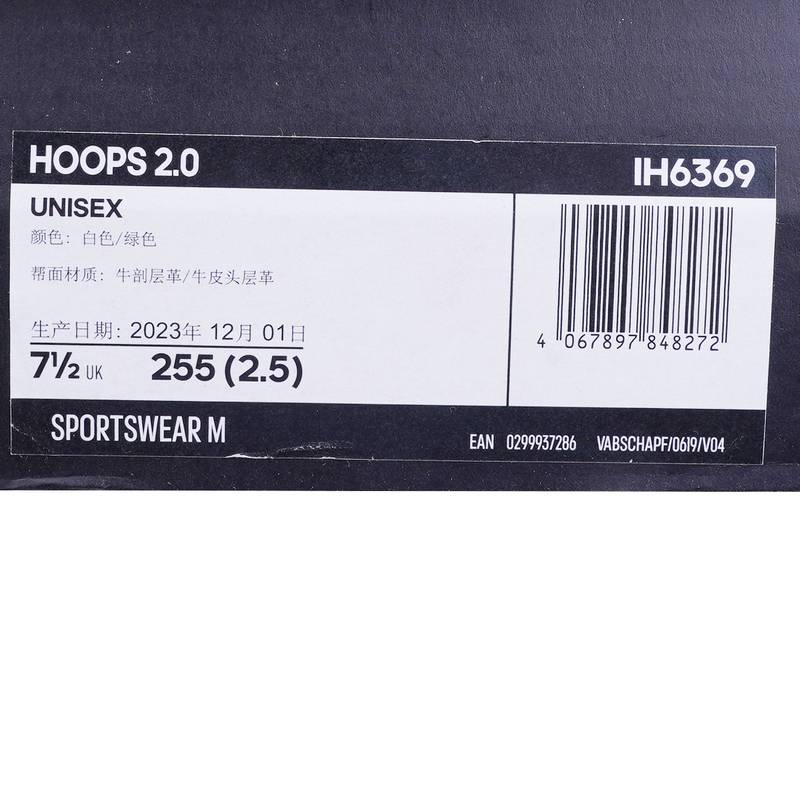 HOOPS 2.0
IH6369
UNISEX
颜色: 白色/绿色
帮面材质: 牛剖层革/牛皮头层革
生产日期: 2023年 12月 01日
7½ UK 255 (2.5)
4 067897 848272
SPORTSWEAR M
EAN 0299937286 VABSCHAPF/0619/V04